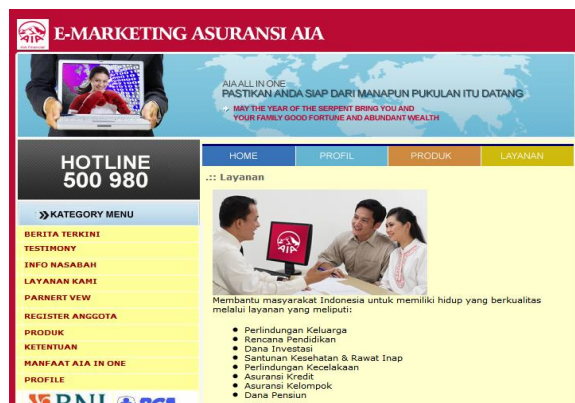 AIA
E-MARKETING ASURANSI AIA
AIA ALL IN ONE
PASTIKAN ANDA SIAP DARI MANAPUN PUKULAN ITU DATANG
MAY THE YEAR OF THE SERPENT BRING YOU AND
YOUR FAMILY GOOD FORTUNE AND ABUNDANT WEALTH
HOTLINE
500 980
HOME PROFIL PRODUK LAYANAN
.:: Layanan
KATEGORY MENU
BERITA TERKINI
TESTIMONY
INFO NASABAH
LAYANAN KAMI
PARNERT VEW
REGISTER ANGGOTA
PRODUK
KETENTUAN
MANFAAT AIA IN ONE
PROFILE
BNI BCA
AIA
Membantu masyarakat Indonesia untuk memiliki hidup yang berkualitas
melalui layanan yang meliputi:
Perlindungan Keluarga
Rencana Pendidikan
Dana Investasi
Santunan Kesehatan & Rawat Inap
Perlindungan Kecelakaan
Asuransi Kredit
Asuransi Kelompok
Dana Pensiun